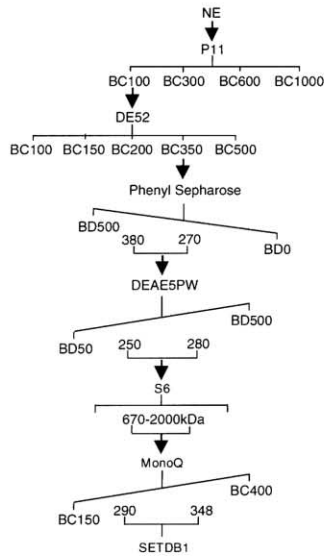 NE
P11
BC100 BC300 BC600 BC1000
DE52
BC100 BC150 BC200 BC350 BC500
Phenyl Sepharose
BD500
380 270
BD0
DEAE5PW
BD500
BD50
250 280
S6
670-2000kDa
MonoQ
BC400
BC150
290 348
SETDB1